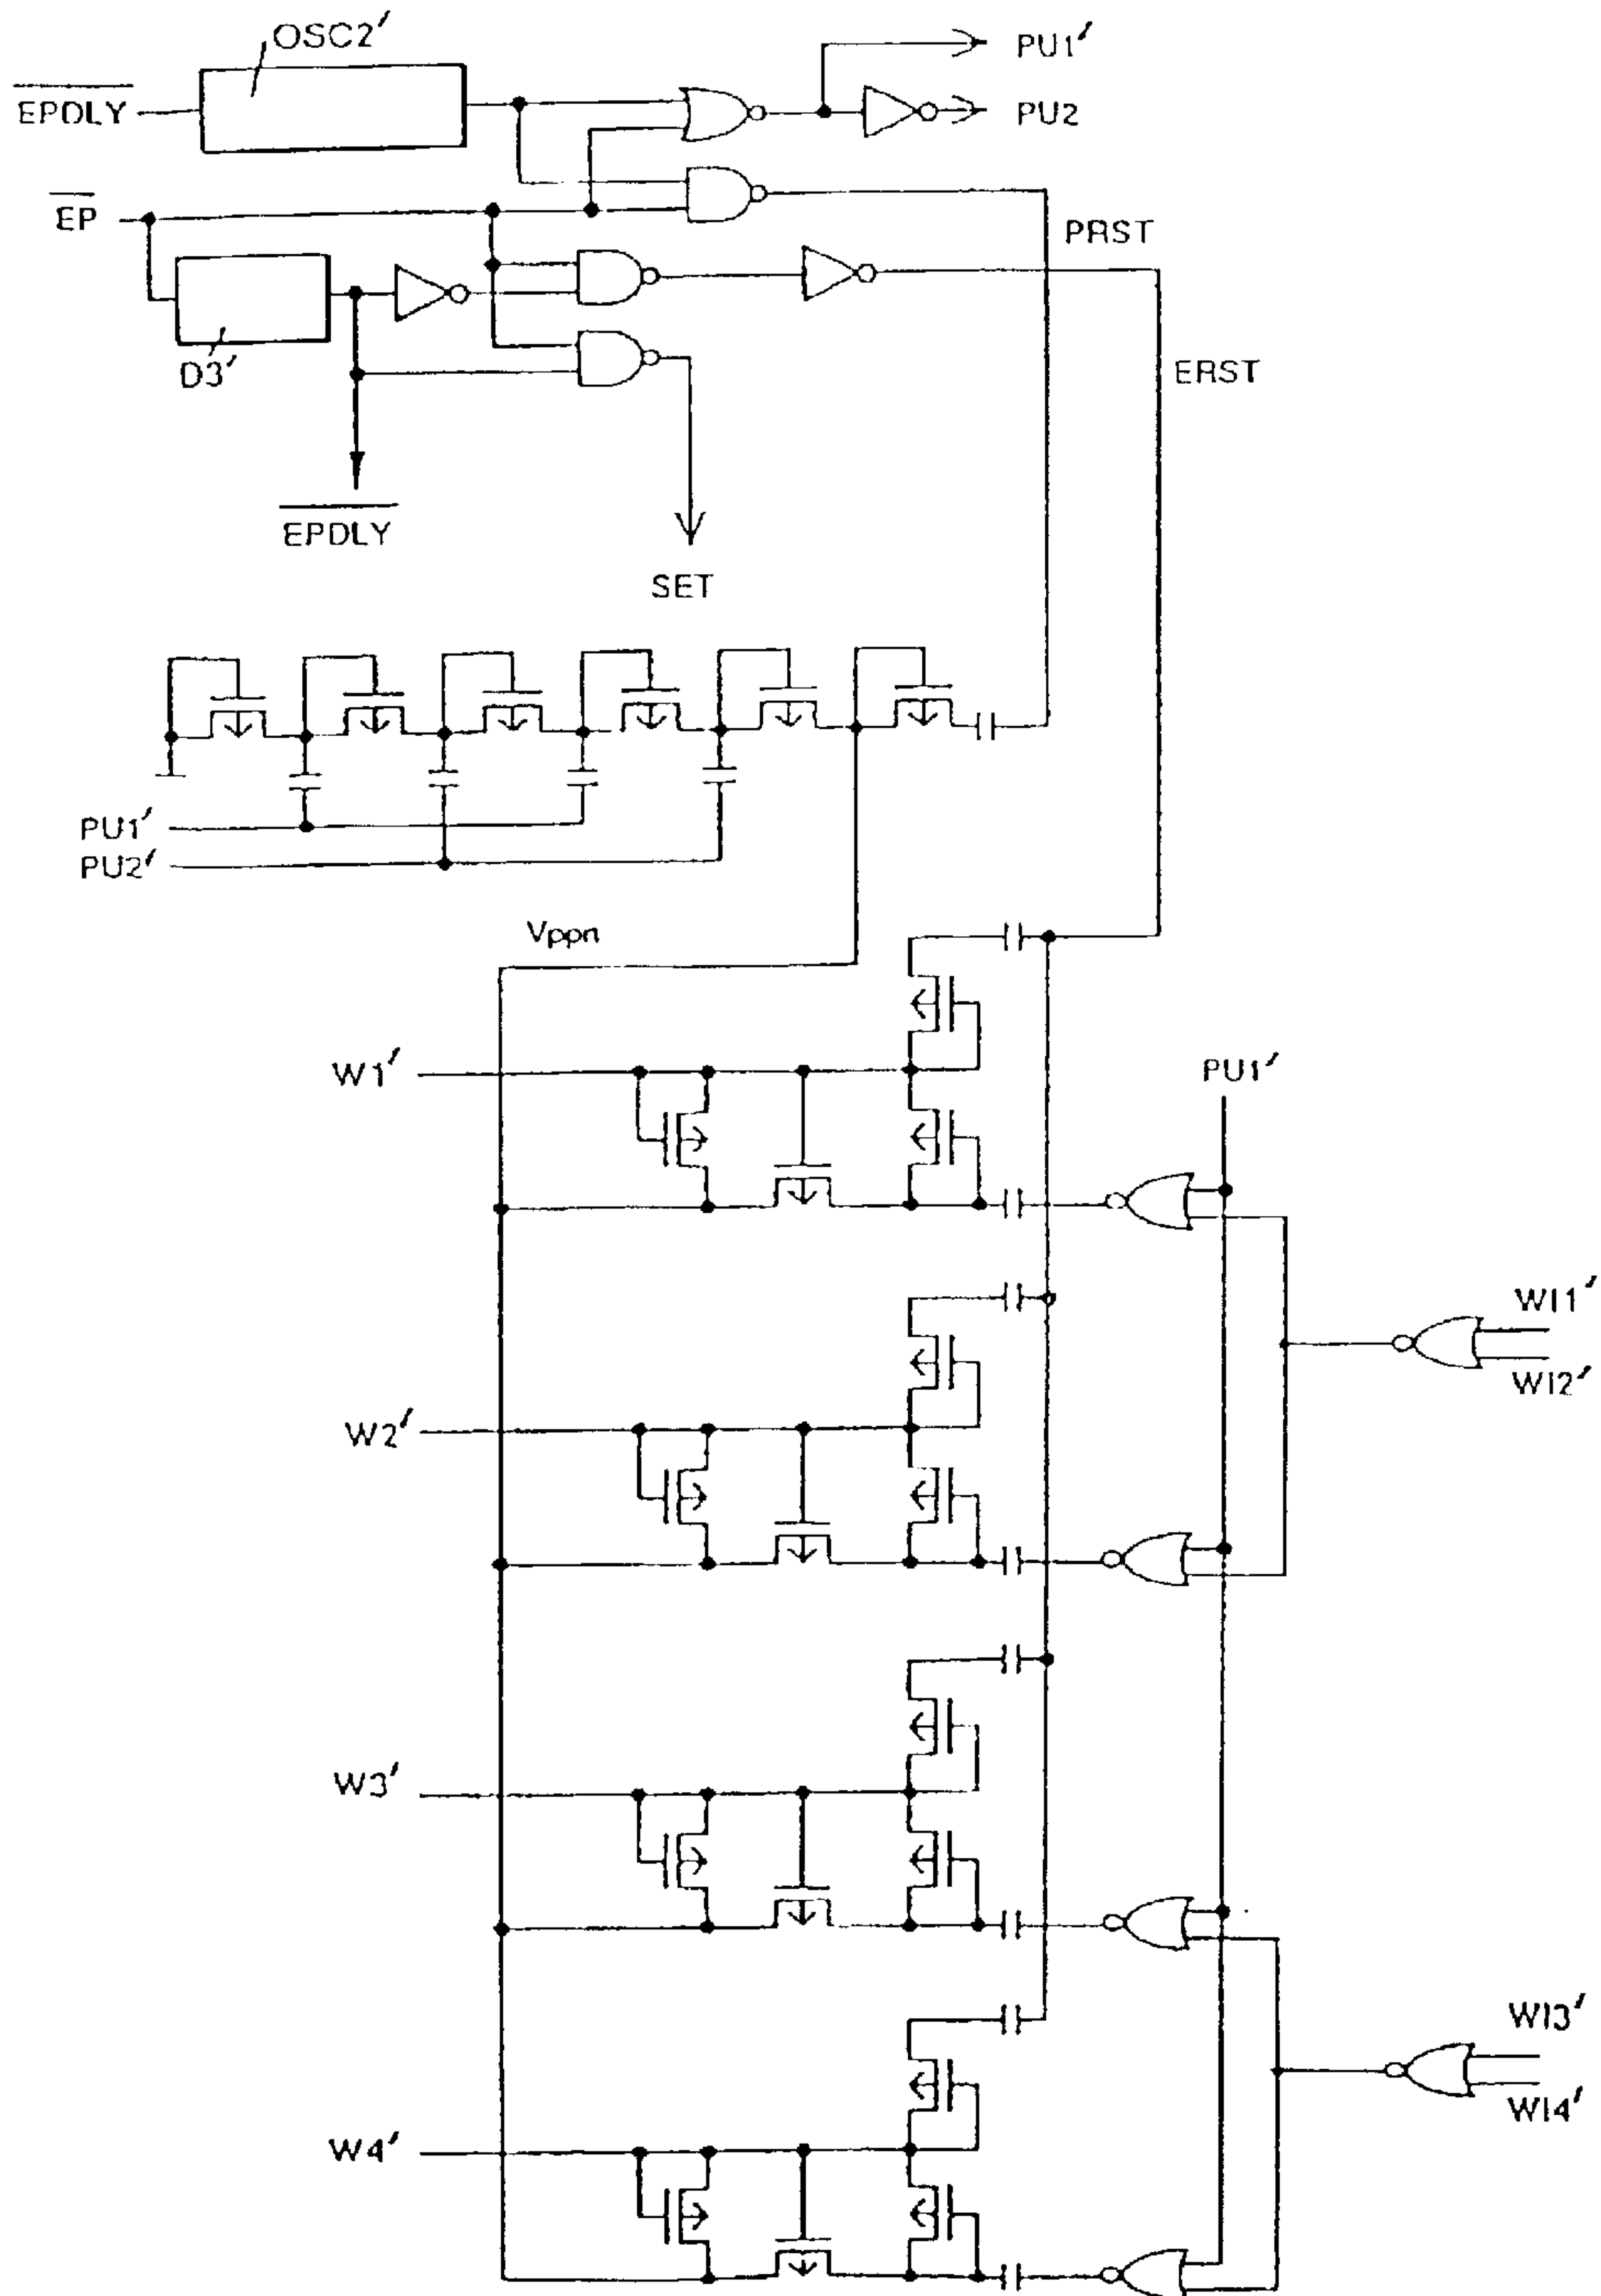 OSC2′
PU1′
EPDLY
PU2
EP
PRST
D3′
ERST
EPDLY
SET
PU1′
PU2′
Vppn
W1′
PU1′
WI1′
WI2′
W2′
W3′
WI3′
WI4′
W4′